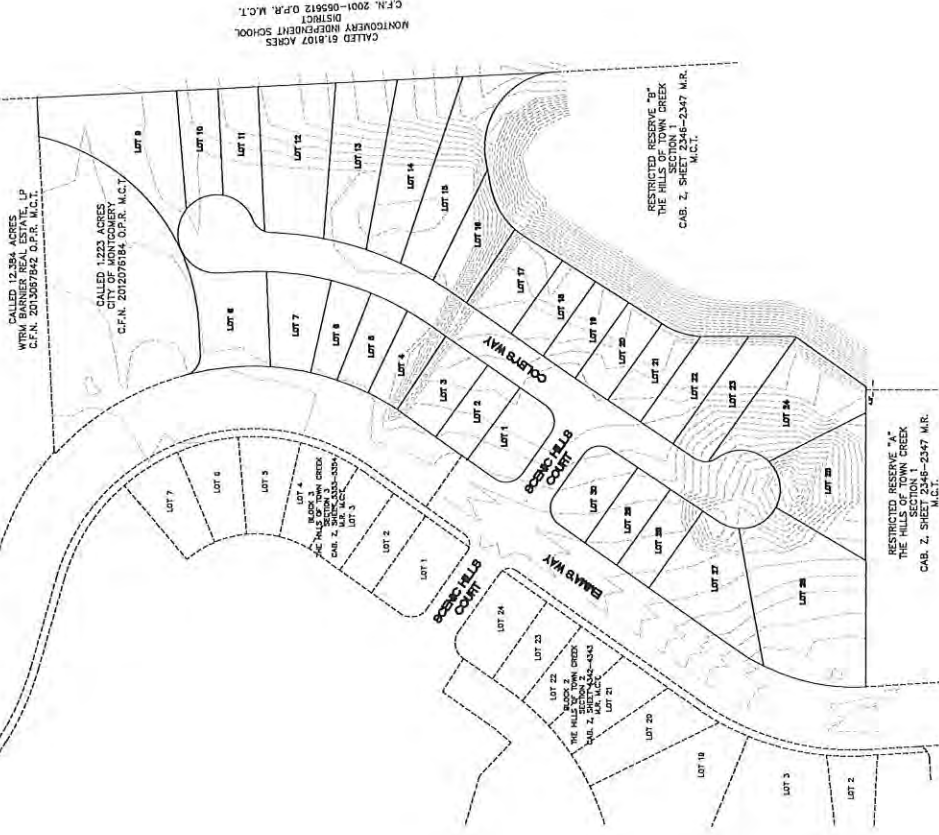 CALLED 61.8107 ACRES
MONTGOMERY INDEPENDENT SCHOOL
DISTRICT
C.F.N. 2001-065612 O.P.R. M.C.T.
CALLED 12.384 ACRES
WTRM BARNIER REAL ESTATE, LP
C.F.N. 2013067842 O.P.R. M.C.T.
CALLED 1.223 ACRES
CITY OF MONTGOMERY
C.F.N. 2012076184 O.P.R. M.C.T.
LOT 9
LOT 10
LOT 11
LOT 12
LOT 13
LOT 14
LOT 15
LOT 16
LOT 17
LOT 18
LOT 19
LOT 20
LOT 21
LOT 22
LOT 23
LOT 24
LOT 25
LOT 26
LOT 27
LOT 28
LOT 29
LOT 30
LOT 6
LOT 7
LOT 5
LOT 4
LOT 3
LOT 2
LOT 1
COLBY'S WAY
SCENIC HILLS
COURT
EMMA'S WAY
RESTRICTED RESERVE "B"
THE HILLS OF TOWN CREEK
SECTION 1
CAB. Z, SHEET 2346-2347 M.R.
M.C.T.
RESTRICTED RESERVE "A"
THE HILLS OF TOWN CREEK
SECTION 1
CAB. Z, SHEET 2346-2347 M.R.
M.C.T.
LOT 7
LOT 6
LOT 5
LOT 4
BLOCK 3
THE HILLS OF TOWN CREEK
SECTION 3
CAB. Z, SHEET
M.R. M.C.T.
LOT 3
LOT 2
LOT 1
SCENIC HILLS
COURT
LOT 24
LOT 23
LOT 22
BLOCK 2
THE HILLS OF TOWN CREEK
SECTION 2
CAB. Z, SHEET 4342-4343
M.R. M.C.T.
LOT 21
LOT 20
LOT 19
LOT 3
LOT 2